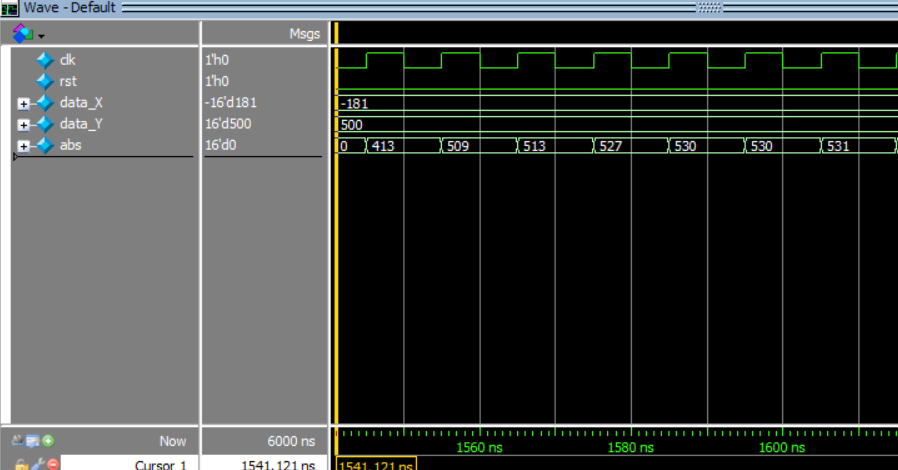 Wave - Default
Msgs
clk 1'h0
rst 1'h0
data_X -16'd181 -181
data_Y 16'd500 500
abs 16'd0 0 413 509 513 527 530 530 531
Now 6000 ns 1560 ns 1580 ns 1600 ns
Cursor 1 1541.121 ns 1541.121 ns